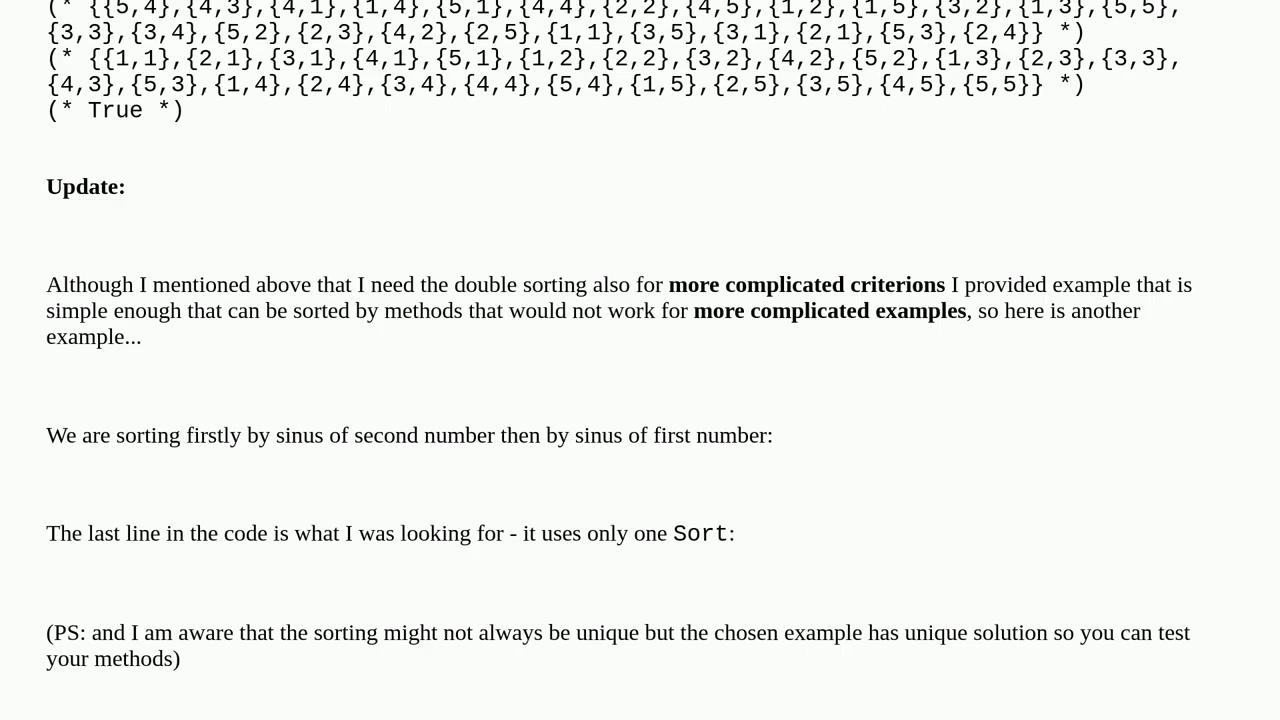 (* {{5,4},{4,3},{4,1},{1,4},{5,1},{4,4},{2,2},{4,5},{1,2},{1,5},{3,2},{1,3},{5,5},
{3,3},{3,4},{5,2},{2,3},{4,2},{2,5},{1,1},{3,5},{3,1},{2,1},{5,3},{2,4}} *)
(* {{1,1},{2,1},{3,1},{4,1},{5,1},{1,2},{2,2},{3,2},{4,2},{5,2},{1,3},{2,3},{3,3},
{4,3},{5,3},{1,4},{2,4},{3,4},{4,4},{5,4},{1,5},{2,5},{3,5},{4,5},{5,5}} *)
(* True *)
Update:
Although I mentioned above that I need the double sorting also for more complicated criterions I provided example that is
simple enough that can be sorted by methods that would not work for more complicated examples, so here is another
example...
We are sorting firstly by sinus of second number then by sinus of first number:
The last line in the code is what I was looking for - it uses only one Sort:
(PS: and I am aware that the sorting might not always be unique but the chosen example has unique solution so you can test
your methods)